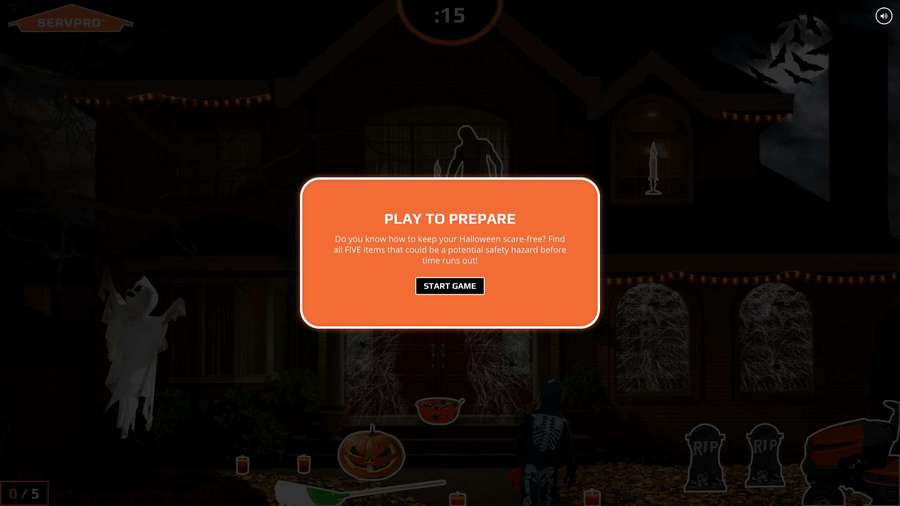 SERVPRO
:15
PLAY TO PREPARE
Do you know how to keep your Halloween scare-free? Find
all FIVE items that could be a potential safety hazard before
time runs out!
START GAME
RIP
RIP
0 / 5